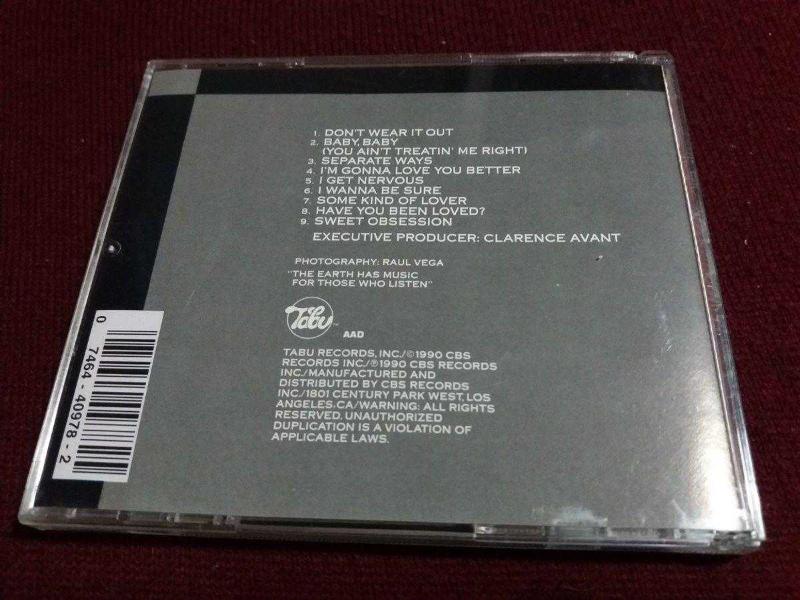 1. DON'T WEAR IT OUT
2. BABY, BABY
(YOU AIN'T TREATIN' ME RIGHT)
3. SEPARATE WAYS
4. I'M GONNA LOVE YOU BETTER
5. I GET NERVOUS
6. I WANNA BE SURE
7. SOME KIND OF LOVER
8. HAVE YOU BEEN LOVED?
9. SWEET OBSESSION
EXECUTIVE PRODUCER: CLARENCE AVANT
PHOTOGRAPHY: RAUL VEGA
"THE EARTH HAS MUSIC
FOR THOSE WHO LISTEN"
Tabu™
AAD
TABU RECORDS, INC./©1990 CBS
RECORDS INC./℗1990 CBS RECORDS
INC./MANUFACTURED AND
DISTRIBUTED BY CBS RECORDS
INC./1801 CENTURY PARK WEST, LOS
ANGELES, CA/WARNING: ALL RIGHTS
RESERVED. UNAUTHORIZED
DUPLICATION IS A VIOLATION OF
APPLICABLE LAWS.
0 7464-40978-2